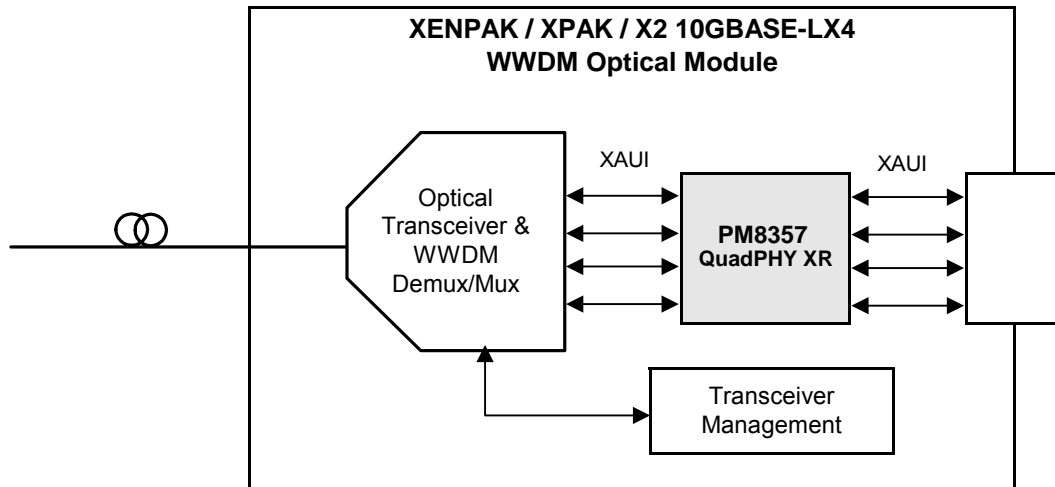 XENPAK / XPAK / X2 10GBASE-LX4
WWDM Optical Module
XAUI
XAUI
Optical
Transceiver &
WWDM
Demux/Mux
PM8357
QuadPHY XR
Transceiver
Management